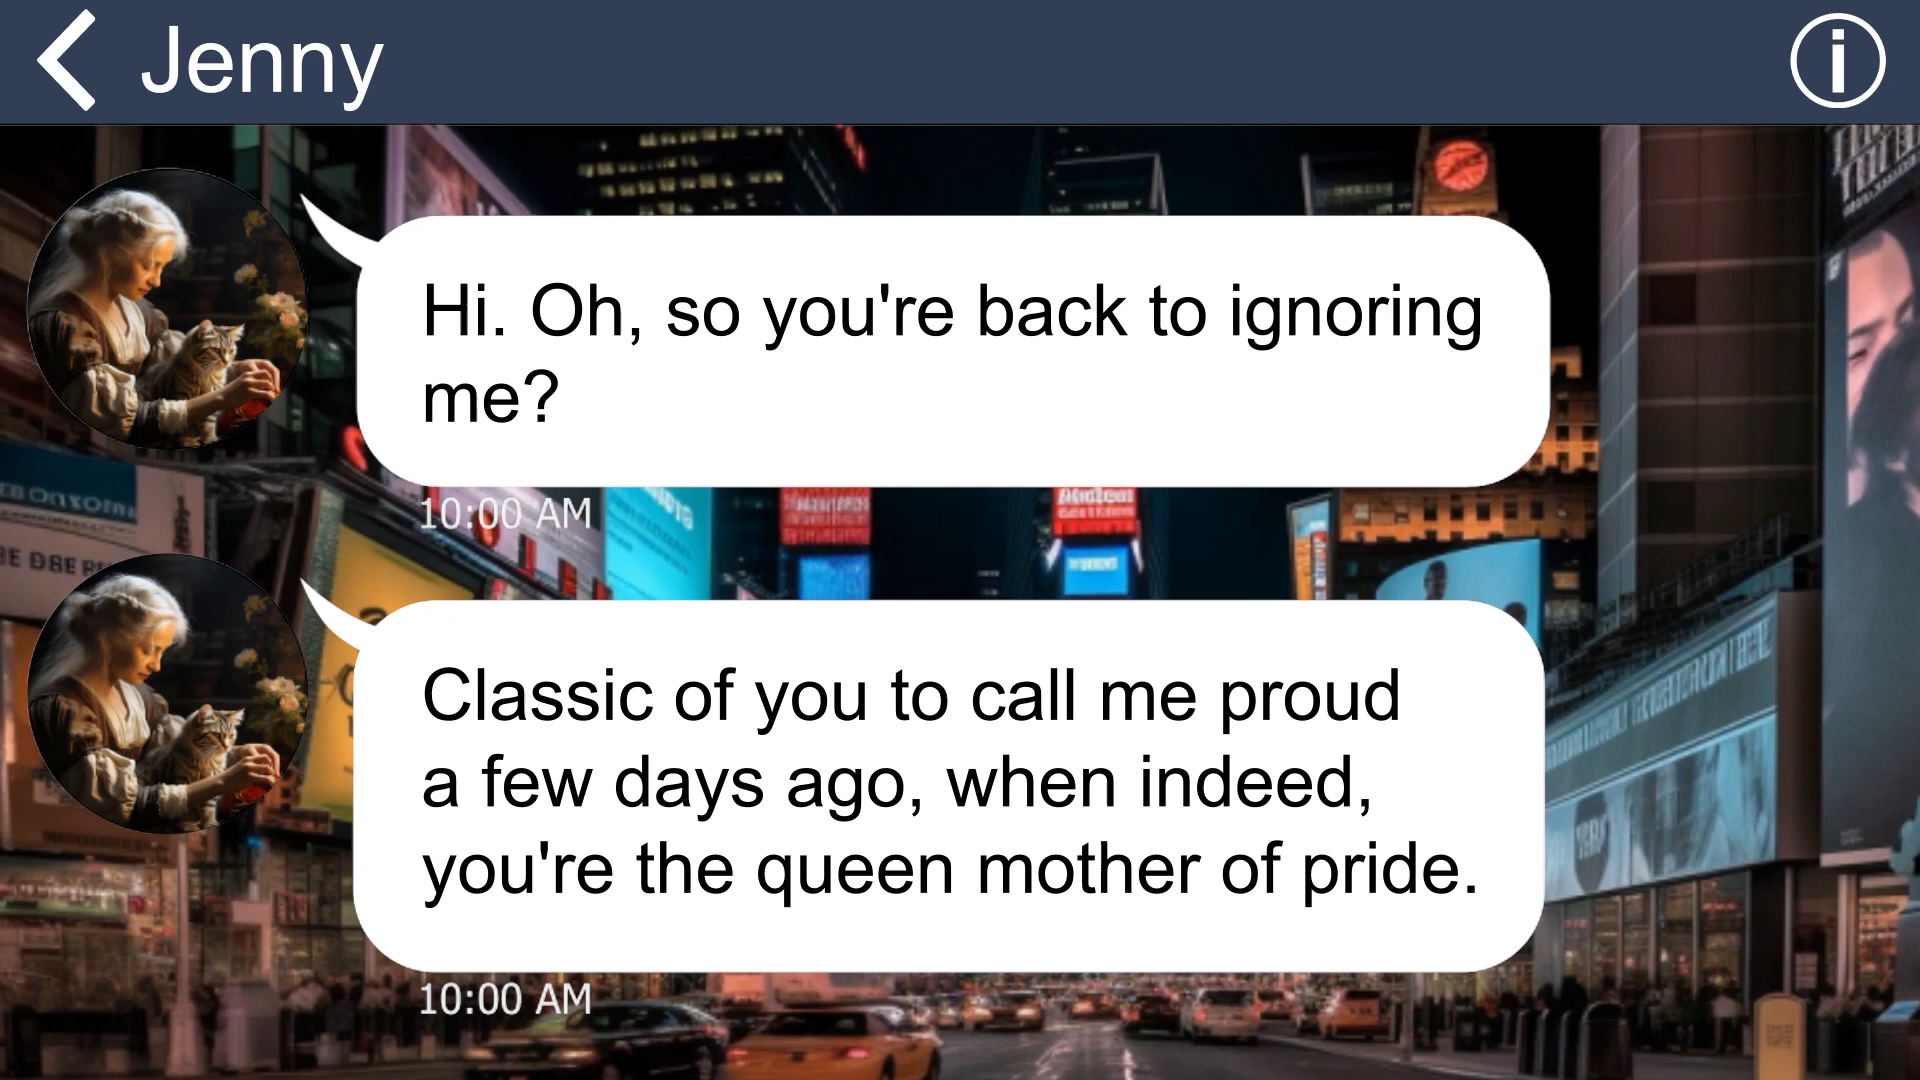 Jenny
Hi. Oh, so you're back to ignoring
me?
10:00 AM
Classic of you to call me proud
a few days ago, when indeed,
you're the queen mother of pride.
10:00 AM